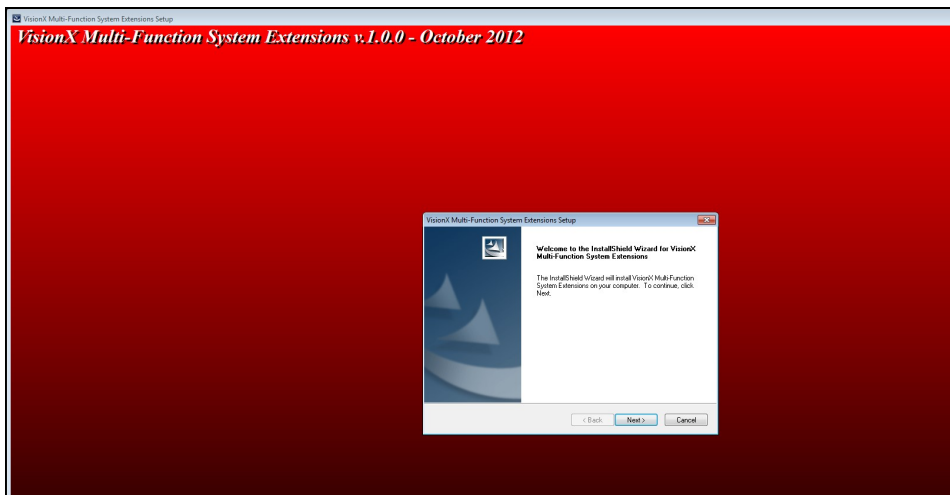 VisionX Multi-Function System Extensions Setup
VisionX Multi-Function System Extensions v.1.0.0 - October 2012
VisionX Multi-Function System Extensions Setup
Welcome to the InstallShield Wizard for VisionX
Multi-Function System Extensions
The InstallShield Wizard will install VisionX Multi-Function
System Extensions on your computer. To continue, click
Next.
< Back Next > Cancel